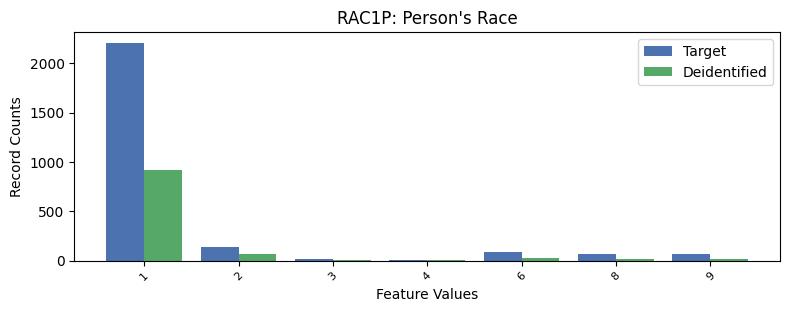 RAC1P: Person's Race
Target
Deidentified
Record Counts
2000
1500
1000
500
0
1
2
3
4
6
8
9
Feature Values